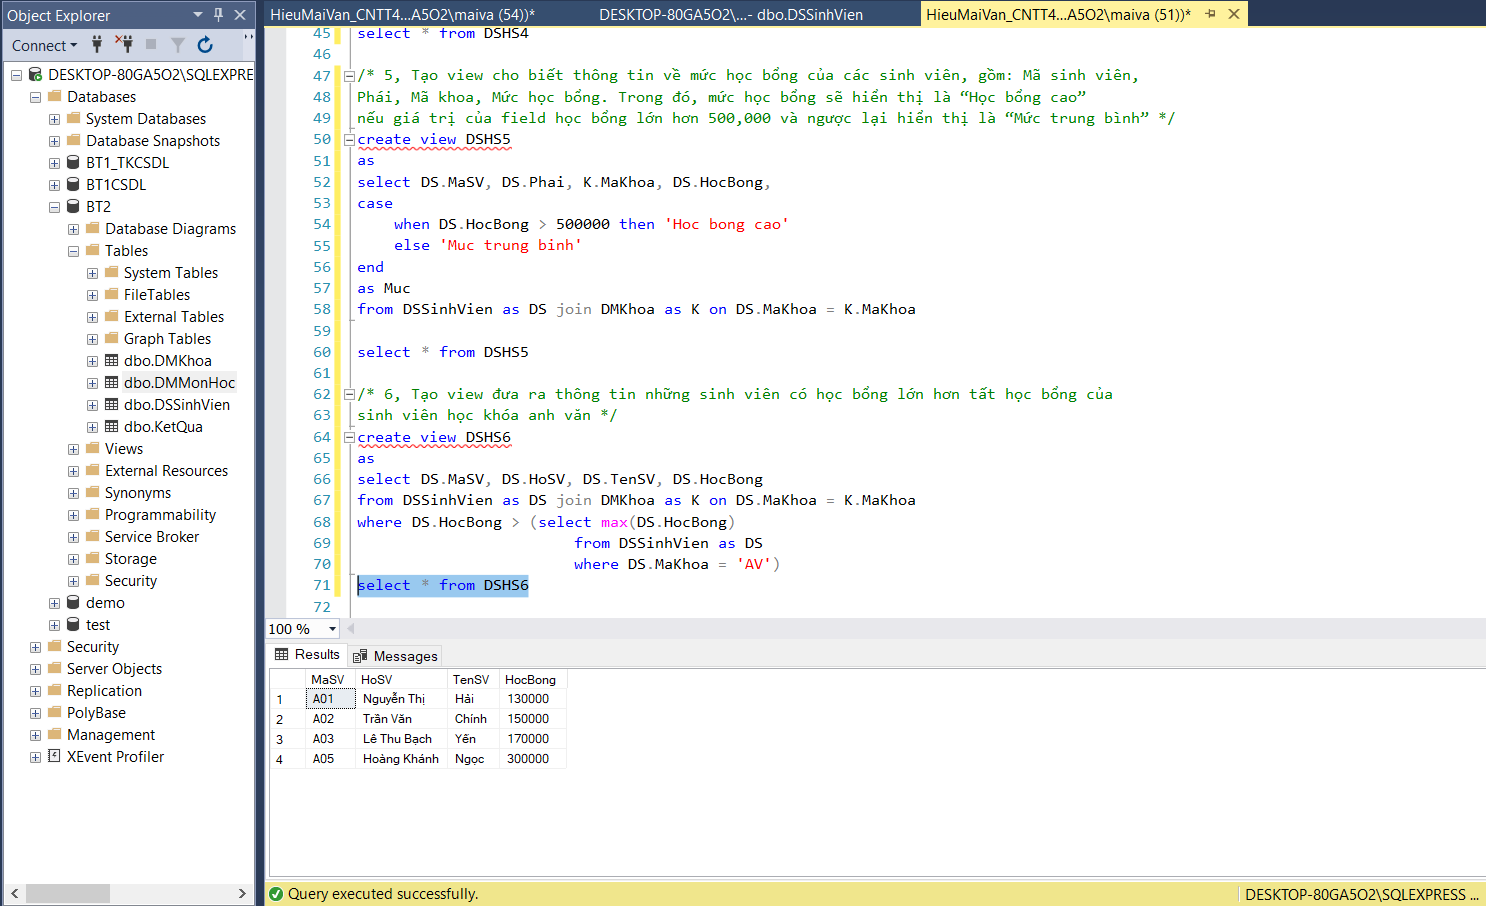 Object Explorer
Connect
DESKTOP-80GA5O2\SQLEXPRE
Databases
System Databases
Database Snapshots
BT1_TKCSDL
BT1CSDL
BT2
Database Diagrams
Tables
System Tables
FileTables
External Tables
Graph Tables
dbo.DMKhoa
dbo.DMMonHoc
dbo.DSSinhVien
dbo.KetQua
Views
External Resources
Synonyms
Programmability
Service Broker
Storage
Security
demo
test
Security
Server Objects
Replication
PolyBase
Management
XEvent Profiler
HieuMaiVan_CNTT4...A5O2\maiva (54))*
DESKTOP-80GA5O2\...- dbo.DSSinhVien
HieuMaiVan_CNTT4...A5O2\maiva (51))*
45 select * from DSHS4
46
47 /* 5, Tạo view cho biết thông tin về mức học bổng của các sinh viên, gồm: Mã sinh viên,
48 Phái, Mã khoa, Mức học bổng. Trong đó, mức học bổng sẽ hiển thị là “Học bổng cao”
49 nếu giá trị của field học bổng lớn hơn 500,000 và ngược lại hiển thị là “Mức trung bình” */
50 create view DSHS5
51 as
52 select DS.MaSV, DS.Phai, K.MaKhoa, DS.HocBong,
53 case
54 when DS.HocBong > 500000 then 'Hoc bong cao'
55 else 'Muc trung binh'
56 end
57 as Muc
58 from DSSinhVien as DS join DMKhoa as K on DS.MaKhoa = K.MaKhoa
59
60 select * from DSHS5
61
62 /* 6, Tạo view đưa ra thông tin những sinh viên có học bổng lớn hơn tất học bổng của
63 sinh viên học khóa anh văn */
64 create view DSHS6
65 as
66 select DS.MaSV, DS.HoSV, DS.TenSV, DS.HocBong
67 from DSSinhVien as DS join DMKhoa as K on DS.MaKhoa = K.MaKhoa
68 where DS.HocBong > (select max(DS.HocBong)
69 from DSSinhVien as DS
70 where DS.MaKhoa = 'AV')
71 select * from DSHS6
72
100 %
Results Messages
MaSV HoSV TenSV HocBong
1 A01 Nguyễn Thị Hải 130000
2 A02 Trần Văn Chính 150000
3 A03 Lê Thu Bạch Yến 170000
4 A05 Hoàng Khánh Ngọc 300000
Query executed successfully.
DESKTOP-80GA5O2\SQLEXPRESS ...